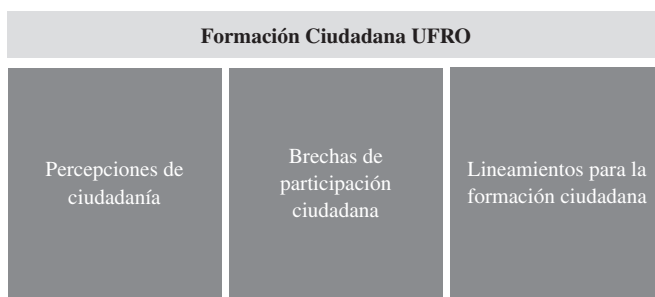 Formación Ciudadana UFRO
Percepciones de
ciudadanía
Brechas de
participación
ciudadana
Lineamientos para la
formación ciudadana